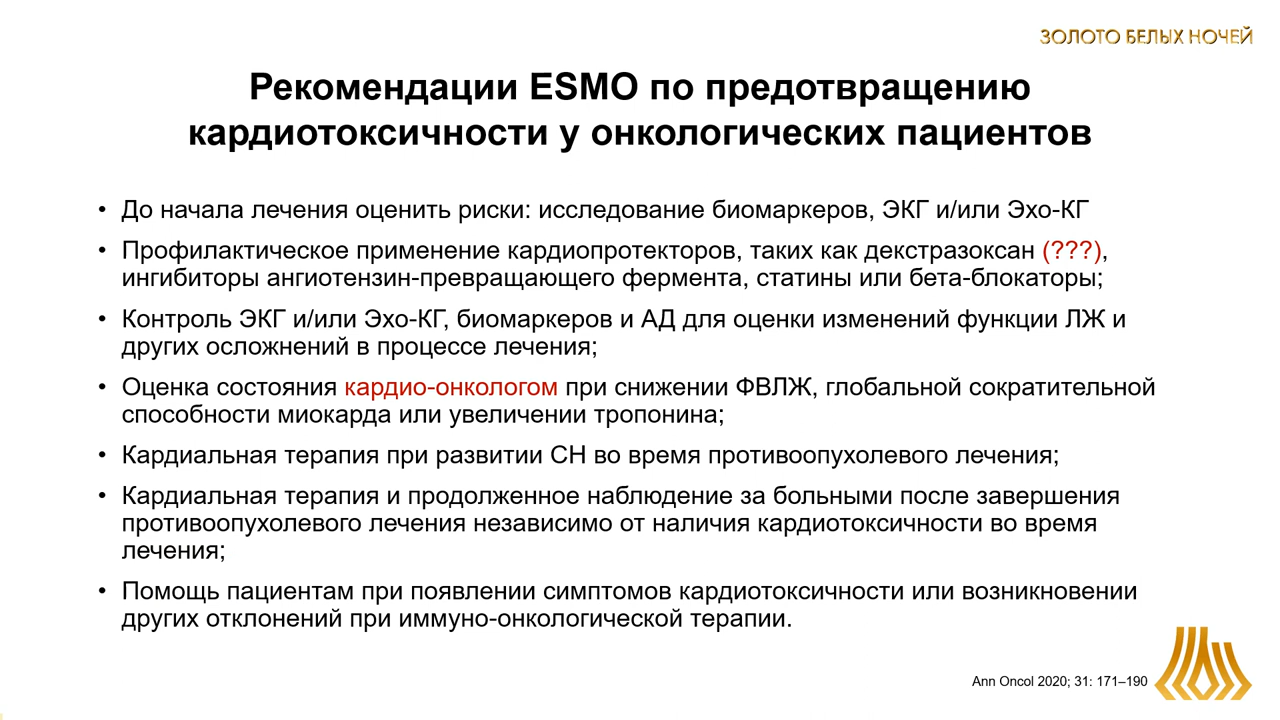 ЗОЛОТО БЕЛЫХ НОЧЕЙ
Рекомендации ESMO по предотвращению
кардиотоксичности у онкологических пациентов
• До начала лечения оценить риски: исследование биомаркеров, ЭКГ и/или Эхо-КГ
• Профилактическое применение кардиопротекторов, таких как декстразоксан (???),
ингибиторы ангиотензин-превращающего фермента, статины или бета-блокаторы;
• Контроль ЭКГ и/или Эхо-КГ, биомаркеров и АД для оценки изменений функции ЛЖ и
других осложнений в процессе лечения;
• Оценка состояния кардио-онкологом при снижении ФВЛЖ, глобальной сократительной
способности миокарда или увеличении тропонина;
• Кардиальная терапия при развитии СН во время противоопухолевого лечения;
• Кардиальная терапия и продолженное наблюдение за больными после завершения
противоопухолевого лечения независимо от наличия кардиотоксичности во время
лечения;
• Помощь пациентам при появлении симптомов кардиотоксичности или возникновении
других отклонений при иммуно-онкологической терапии.
Ann Oncol 2020; 31: 171–190